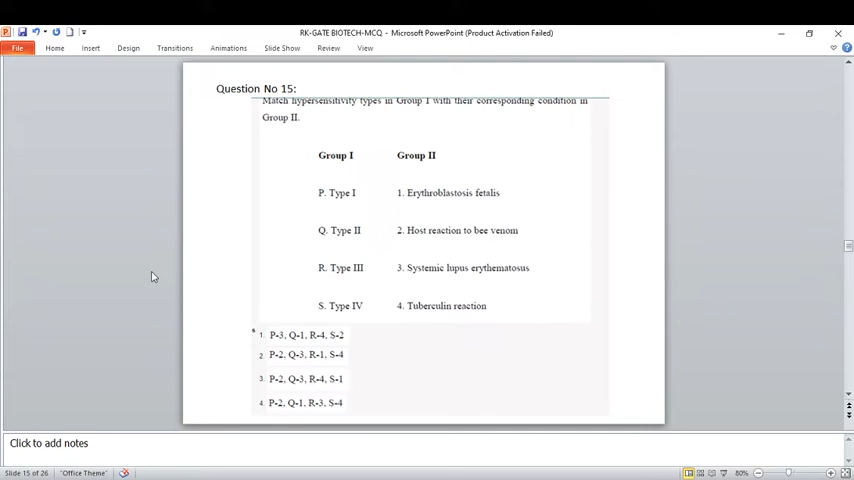 RK-GATE BIOTECH-MCQ - Microsoft PowerPoint (Product Activation Failed)
File Home Insert Design Transitions Animations Slide Show Review View
Question No 15:
Match hypersensitivity types in Group I with their corresponding condition in
Group II.
Group I Group II
P. Type I 1. Erythroblastosis fetalis
Q. Type II 2. Host reaction to bee venom
R. Type III 3. Systemic lupus erythematosus
S. Type IV 4. Tuberculin reaction
1. P-3, Q-1, R-4, S-2
2. P-2, Q-3, R-1, S-4
3. P-2, Q-3, R-4, S-1
4. P-2, Q-1, R-3, S-4
Click to add notes
Slide 15 of 26 "Office Theme" 80%